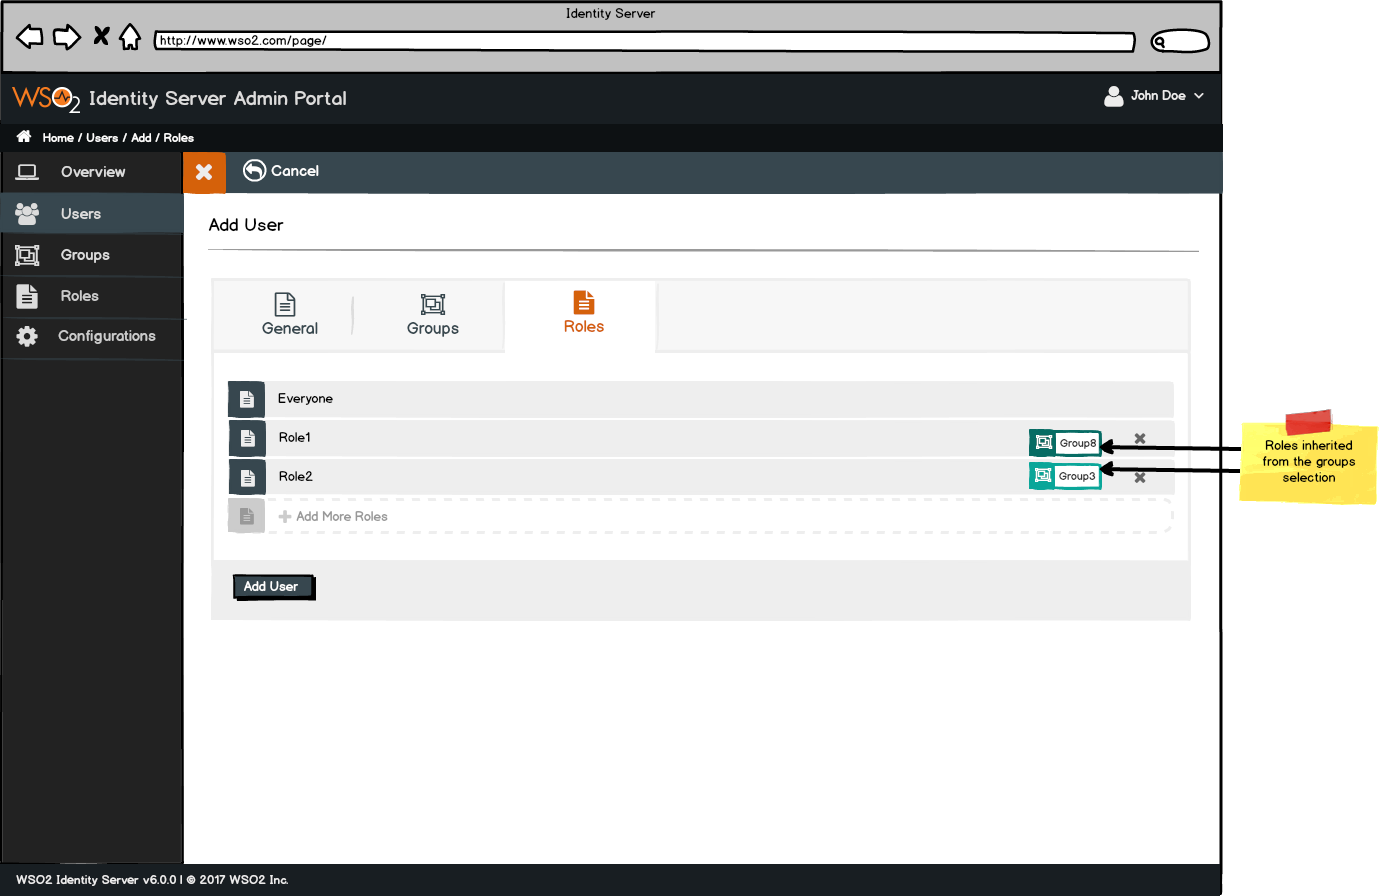 Identity Server
http://www.wso2.com/page/
WSO2 Identity Server Admin Portal
John Doe
Home / Users / Add / Roles
Overview
Users
Groups
Roles
Configurations
Cancel
Add User
General
Groups
Roles
Everyone
Role1
Group8
Role2
Group3
Add More Roles
Add User
Roles inherited
from the groups
selection
WSO2 Identity Server v6.0.0 | © 2017 WSO2 Inc.